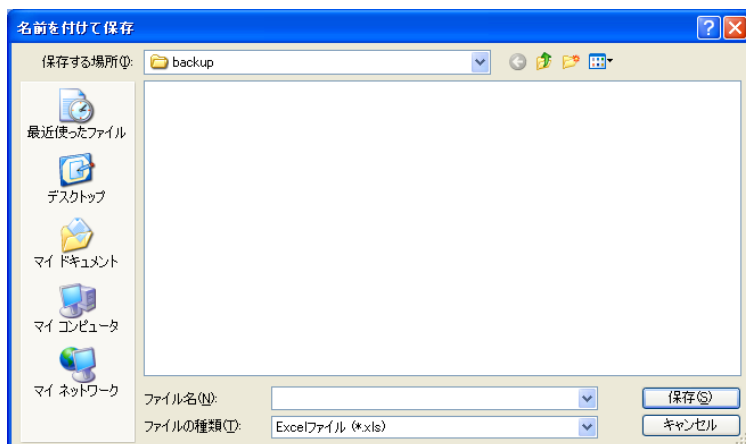 名前を付けて保存
保存する場所(I):
backup
最近使ったファイル
デスクトップ
マイ ドキュメント
マイ コンピュータ
マイ ネットワーク
ファイル名(N):
保存(S)
ファイルの種類(T):
Excelファイル (*.xls)
キャンセル